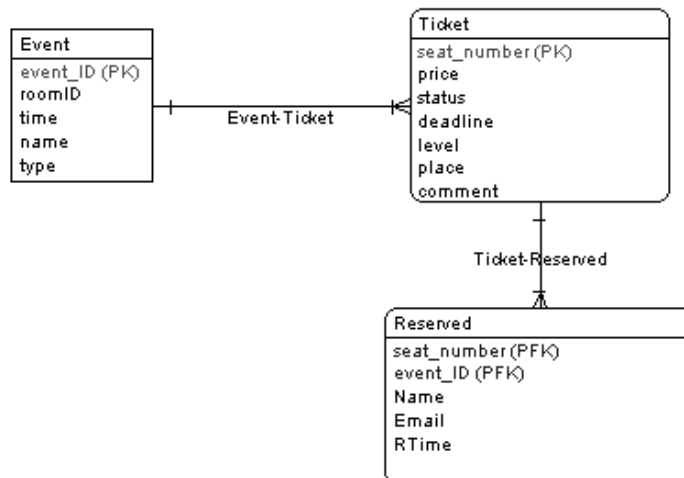 Event
event_ID (PK)
roomID
time
name
type
Event-Ticket
Ticket
seat_number (PK)
price
status
deadline
level
place
comment
Ticket-Reserved
Reserved
seat_number (PFK)
event_ID (PFK)
Name
Email
RTime